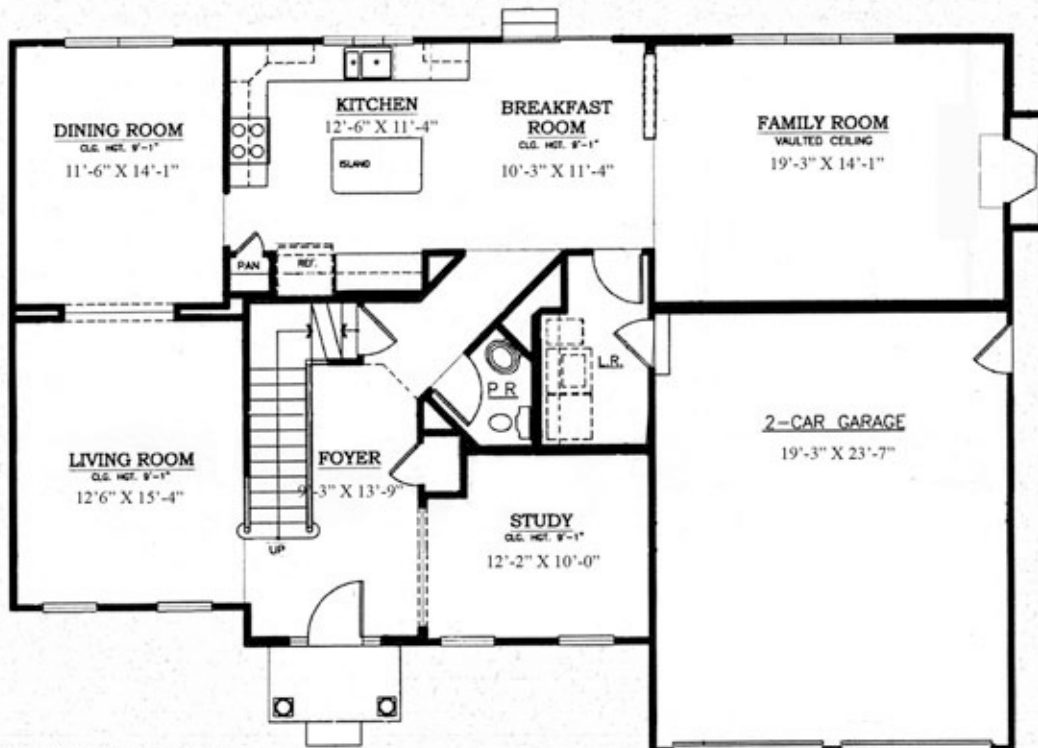 DINING ROOM
CLG. HGT. 9'-1"
11'-6" X 14'-1"
KITCHEN
12'-6" X 11'-4"
ISLAND
BREAKFAST
ROOM
CLG. HGT. 9'-1"
10'-3" X 11'-4"
FAMILY ROOM
VAULTED CEILING
19'-3" X 14'-1"
PAN
REF.
LIVING ROOM
CLG. HGT. 9'-1"
12'6" X 15'-4"
UP
FOYER
9'-3" X 13'-9"
P.R
L.R.
STUDY
CLG. HGT. 9'-1"
12'-2" X 10'-0"
2-CAR GARAGE
19'-3" X 23'-7"